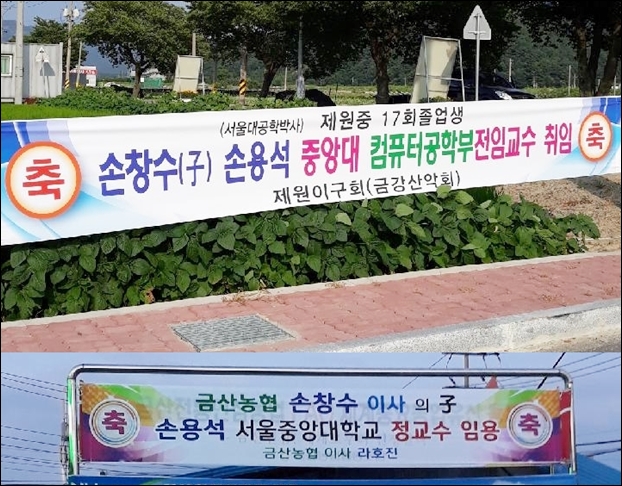 (서울대공학박사) 제원중 17회졸업생
축 손창수(子) 손용석 중앙대 컴퓨터공학부전임교수 취임 축
제원이구회(금강산악회)
금산농협 손창수 이사 의 子
축 손용석 서울중앙대학교 정교수 임용 축
금산농협 이사 라호진